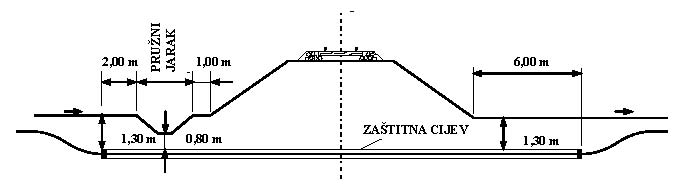 2,00 m
PRUŽNI
JARAK
1,00 m
6,00 m
1,30 m
0,80 m
ZAŠTITNA CIJEV
1,30 m